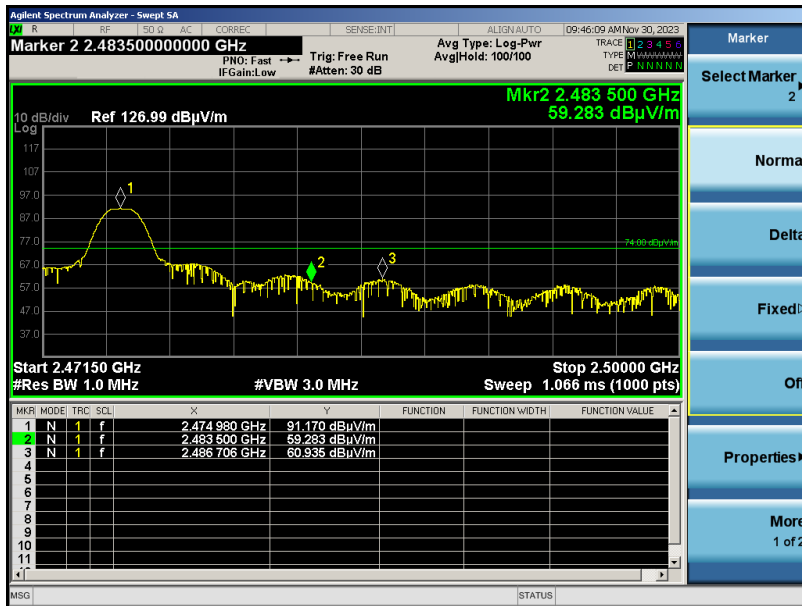 Agilent Spectrum Analyzer - Swept SA
LXI R RF 50 Ω AC CORREC SENSE:INT ALIGNAUTO 09:46:09 AM Nov 30, 2023
Marker 2 2.483500000000 GHz
PNO: Fast
IFGain:Low
Trig: Free Run
#Atten: 30 dB
Avg Type: Log-Pwr
Avg|Hold: 100/100
TRACE 1 2 3 4 5 6
TYPE M
DET P N N N N N
Mkr2 2.483 500 GHz
59.283 dBµV/m
10 dB/div Ref 126.99 dBµV/m
Log
117
107
97.0
87.0
77.0
67.0
57.0
47.0
37.0
1
2
3
74.00 dBµV/m
Start 2.47150 GHz Stop 2.50000 GHz
#Res BW 1.0 MHz #VBW 3.0 MHz Sweep 1.066 ms (1000 pts)
MKR MODE TRC SCL X Y FUNCTION FUNCTION WIDTH FUNCTION VALUE
1 N 1 f 2.474 980 GHz 91.170 dBµV/m
2 N 1 f 2.483 500 GHz 59.283 dBµV/m
3 N 1 f 2.486 706 GHz 60.935 dBµV/m
4
5
6
7
8
9
10
11
MSG STATUS
Marker
Select Marker
2
Norma
Delta
Fixed
Of
Properties
More
1 of 2